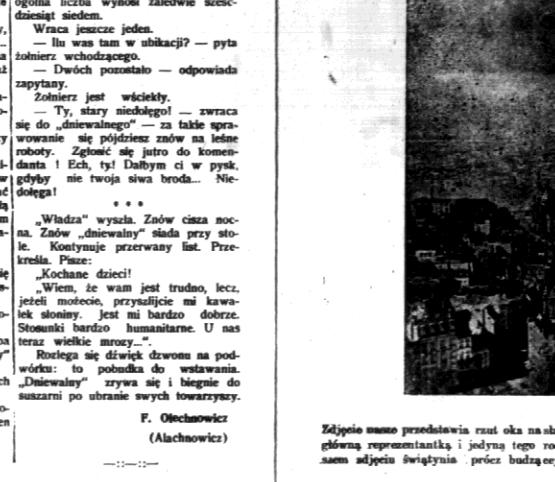 ogólna liczba wynosi zaledwie sześć-
dziesiąt siedem.
Wraca jeszcze jeden.
— Ilu was tam w ubikacji? — pyta
żołnierz wchodzącego.
— Dwóch pozostało — odpowiada
zapytany.
Żołnierz jest wściekły.
— Ty, stary niedołęgo! — zwraca
się do „dniewalnego" — za takie spra-
wowanie się pójdziesz znów na leśne
roboty. Zgłosić się jutro do komen-
danta ! Ech, ty! Dałbym ci w pysk,
gdyby nie twoja siwa broda... Nie-
dołęga!
* * *
„Władza" wyszła. Znów cisza noc-
na. Znów „dniewalny" siada przy sto-
le. Kontynuje przerwany list. Prze-
kreśla. Pisze:
„Kochane dzieci!
„Wiem, że wam jest trudno, lecz,
jeżeli możecie, przyszlijcie mi kawa-
łek słoniny. Jest mi bardzo dobrze.
Stosunki bardzo humanitarne. U nas
teraz wielkie mrozy...".
Rozlega się dźwięk dzwonu na pod-
wórku: to pobudka do wstawania.
„Dniewalny" zrywa się i biegnie do
suszarni po ubranie swych towarzyszy.
F. Olechnowicz
(Alachnowicz)
—::—::—
Zdjęcie nasze przedstawia rzut oka na
główną reprezentantką i jedyną tego
zdjęciu świątynia prócz